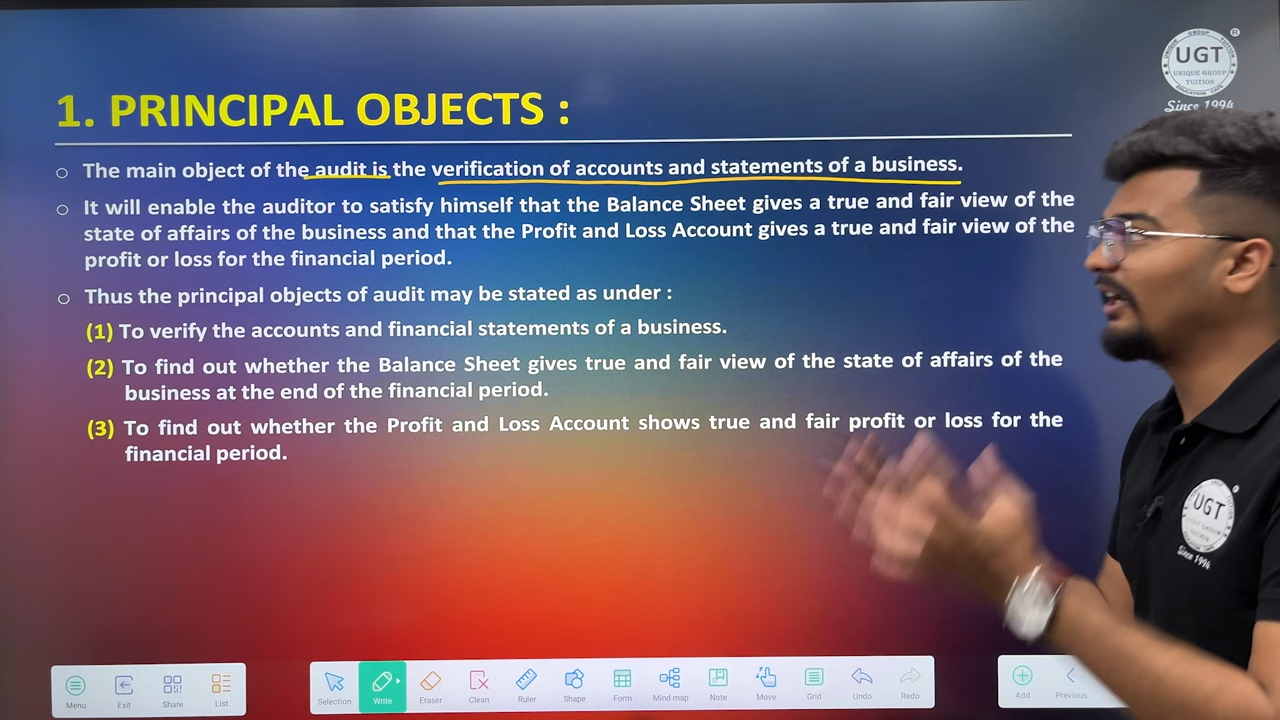 UNIQUE GROUP TUITION
UGT
UNIQUE GROUP
TUITION
EDUCATION CAFE
Since 1994
1. PRINCIPAL OBJECTS :
○ The main object of the audit is the verification of accounts and statements of a business.
○ It will enable the auditor to satisfy himself that the Balance Sheet gives a true and fair view of the
state of affairs of the business and that the Profit and Loss Account gives a true and fair view of the
profit or loss for the financial period.
○ Thus the principal objects of audit may be stated as under :
(1) To verify the accounts and financial statements of a business.
(2) To find out whether the Balance Sheet gives true and fair view of the state of affairs of the
business at the end of the financial period.
(3) To find out whether the Profit and Loss Account shows true and fair profit or loss for the
financial period.
UGT
Since 1994
Menu Exit Share List Selection Write Eraser Clean Ruler Shape Form Mind map Note Move Grid Undo Redo Add Previous